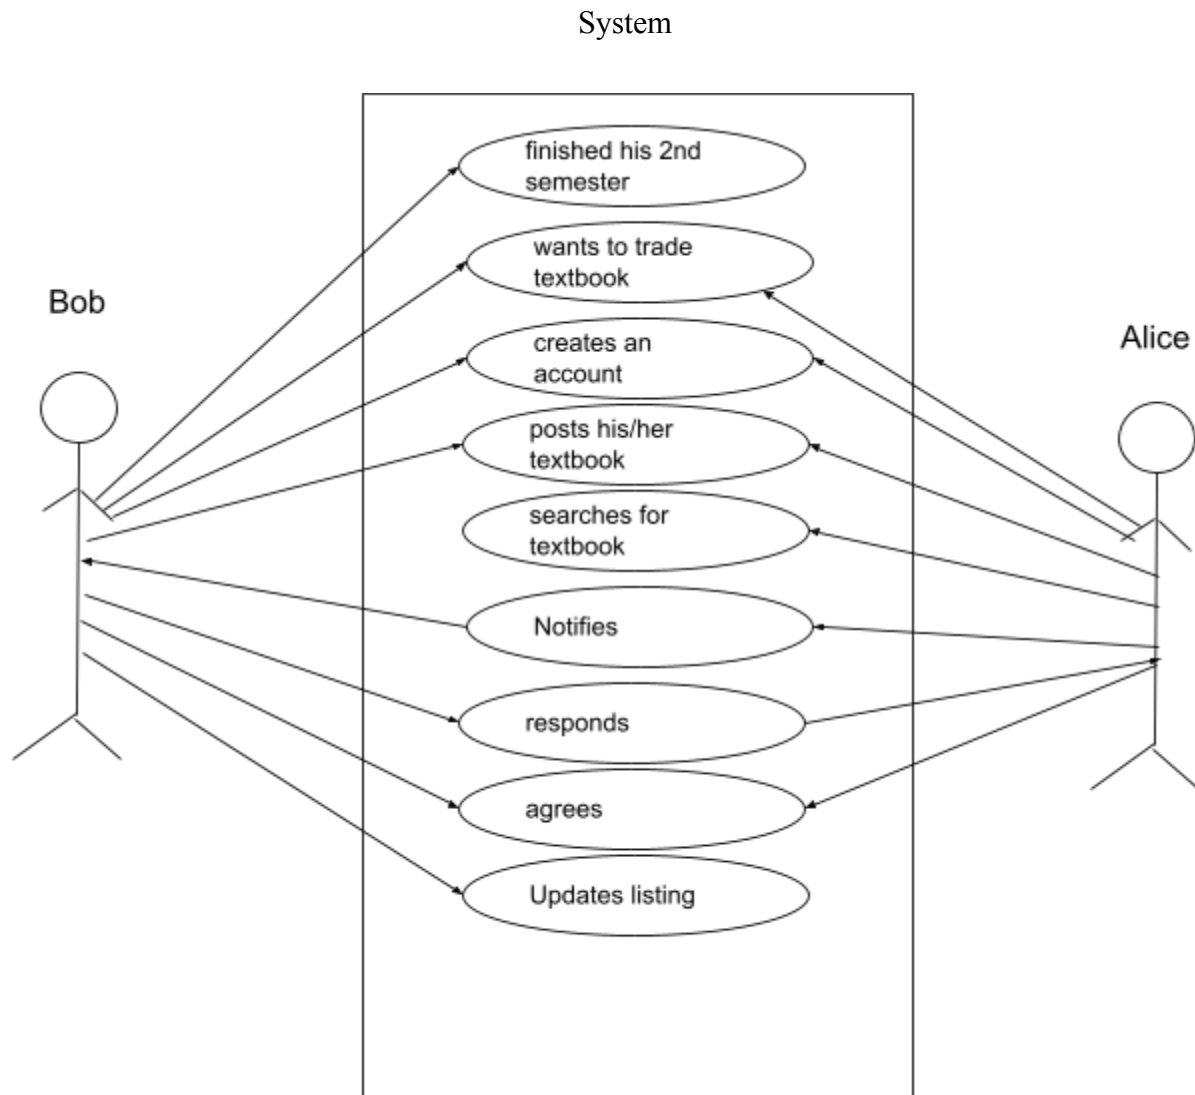 System
finished his 2nd
semester
wants to trade
textbook
Bob
creates an
account
Alice
posts his/her
textbook
searches for
textbook
Notifies
responds
agrees
Updates listing